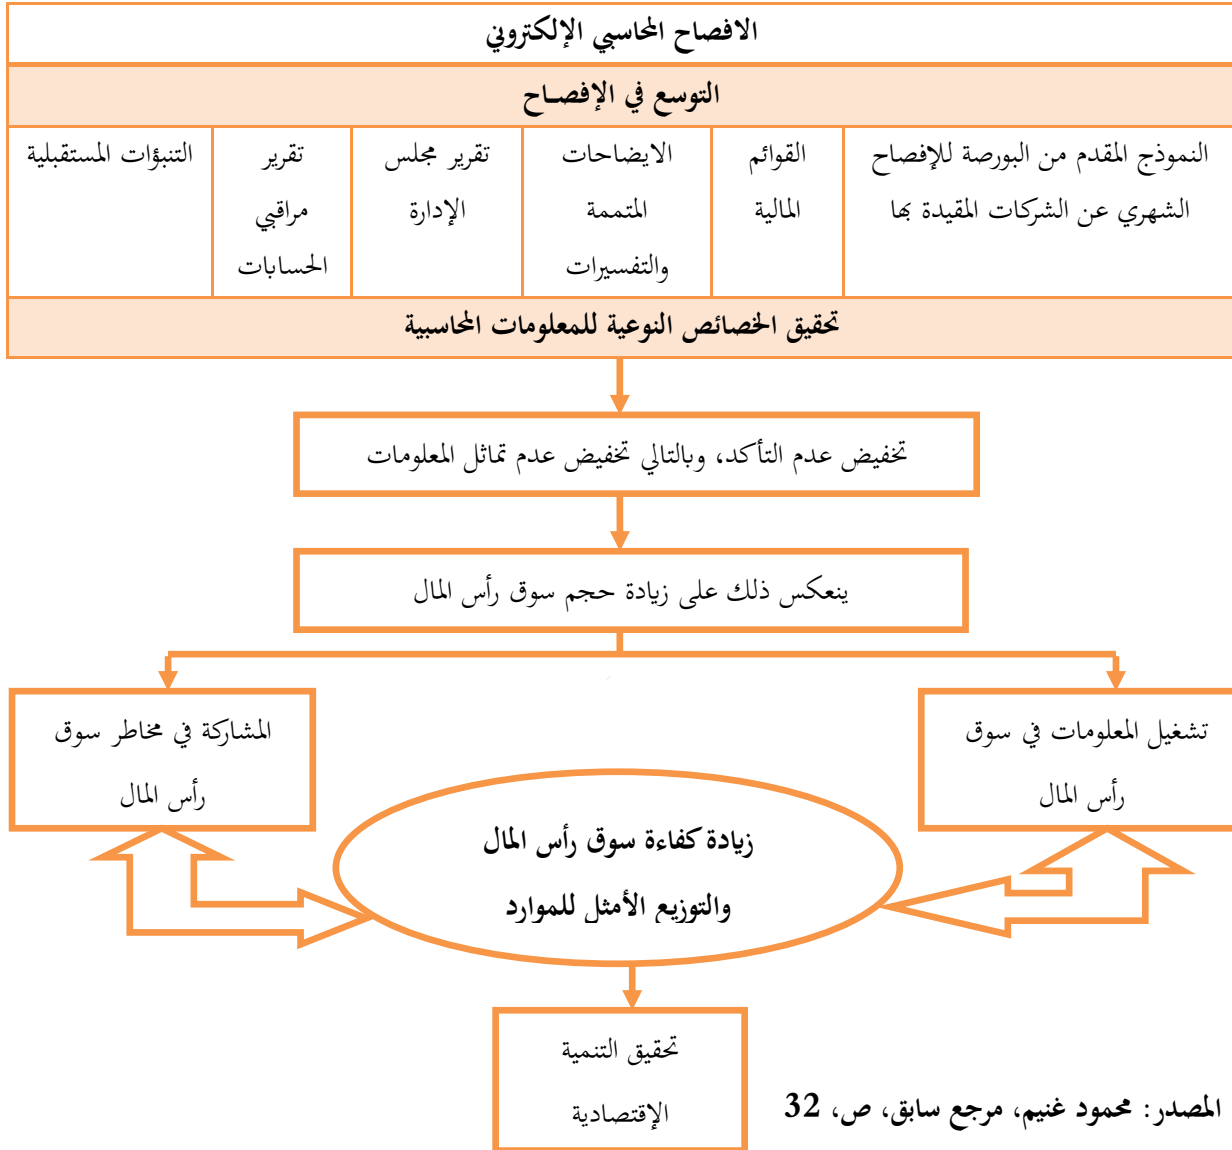 الافصاح المحاسبي الإلكتروني
التوسع في الإفصاح
النموذج المقدم من البورصة للإفصاح
الشهري عن الشركات المقيدة بها
القوائم
المالية
الايضاحات
المتممة
والتفسيرات
تقرير مجلس
الإدارة
تقرير
مراقبي
الحسابات
التنبؤات المستقبلية
تحقيق الخصائص النوعية للمعلومات المحاسبية
تخفيض عدم التأكد، وبالتالي تخفيض عدم تماثل المعلومات
ينعكس ذلك على زيادة حجم سوق رأس المال
تشغيل المعلومات في سوق
رأس المال
المشاركة في مخاطر سوق
رأس المال
زيادة كفاءة سوق رأس المال
والتوزيع الأمثل للموارد
تحقيق التنمية
الإقتصادية
المصدر: محمود غنيم، مرجع سابق، ص، 32